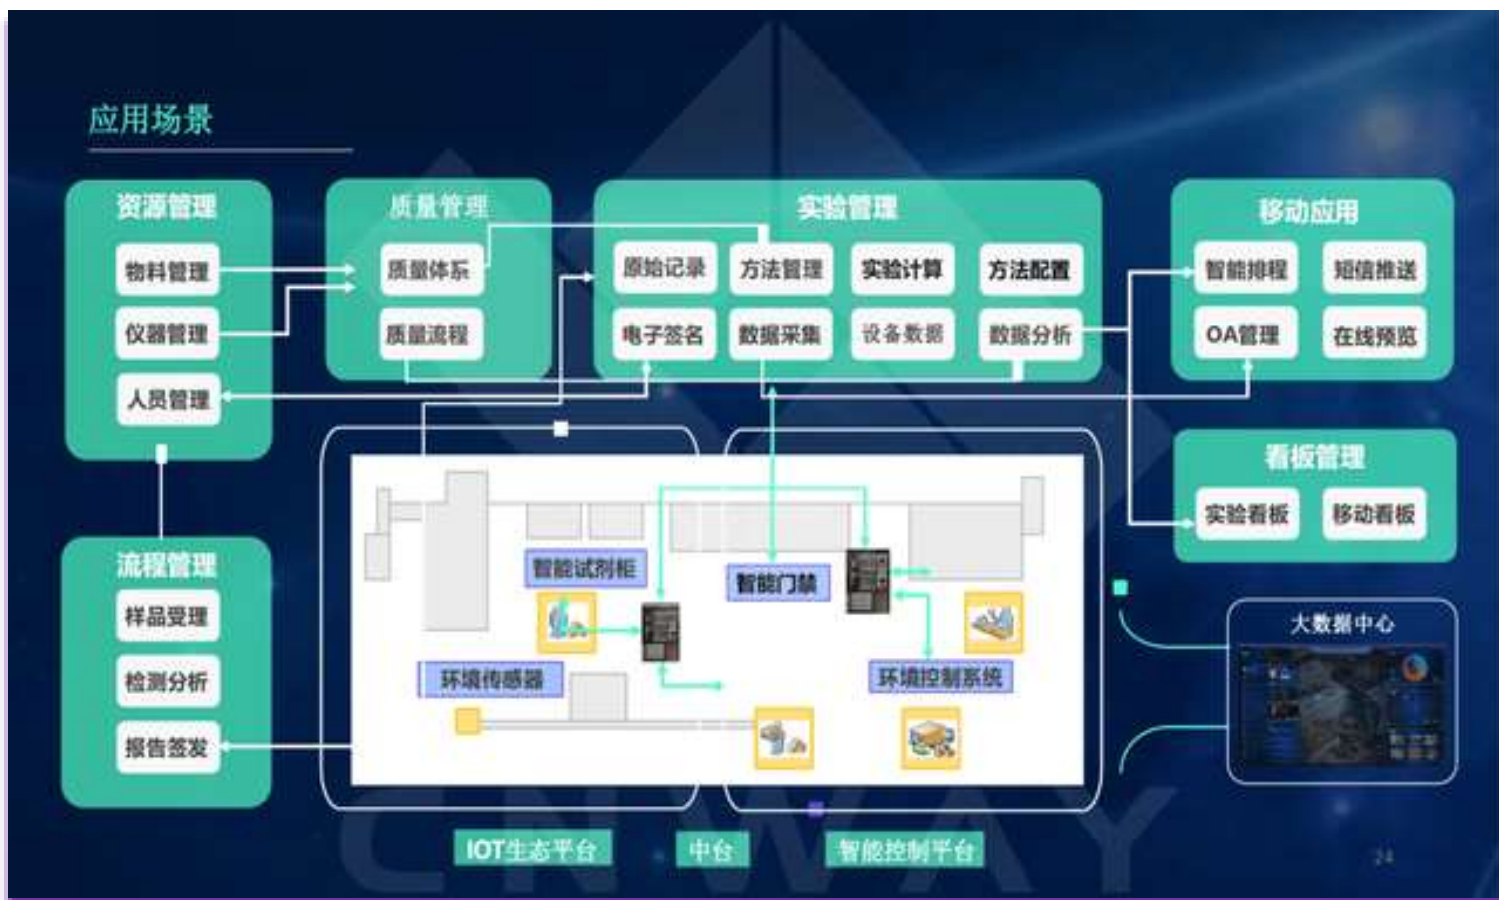 应用场景
资源管理
物料管理
仪器管理
人员管理
质量管理
质量体系
质量流程
实验管理
原始记录 方法管理 实验计算 方法配置
电子签名 数据采集 设备数据 数据分析
移动应用
智能排程 短信推送
OA管理 在线预览
看板管理
实验看板 移动看板
流程管理
样品受理
检测分析
报告签发
智能试剂柜
智能门禁
环境传感器
环境控制系统
大数据中心
IOT生态平台
中台
智能控制平台
CNWAY
24